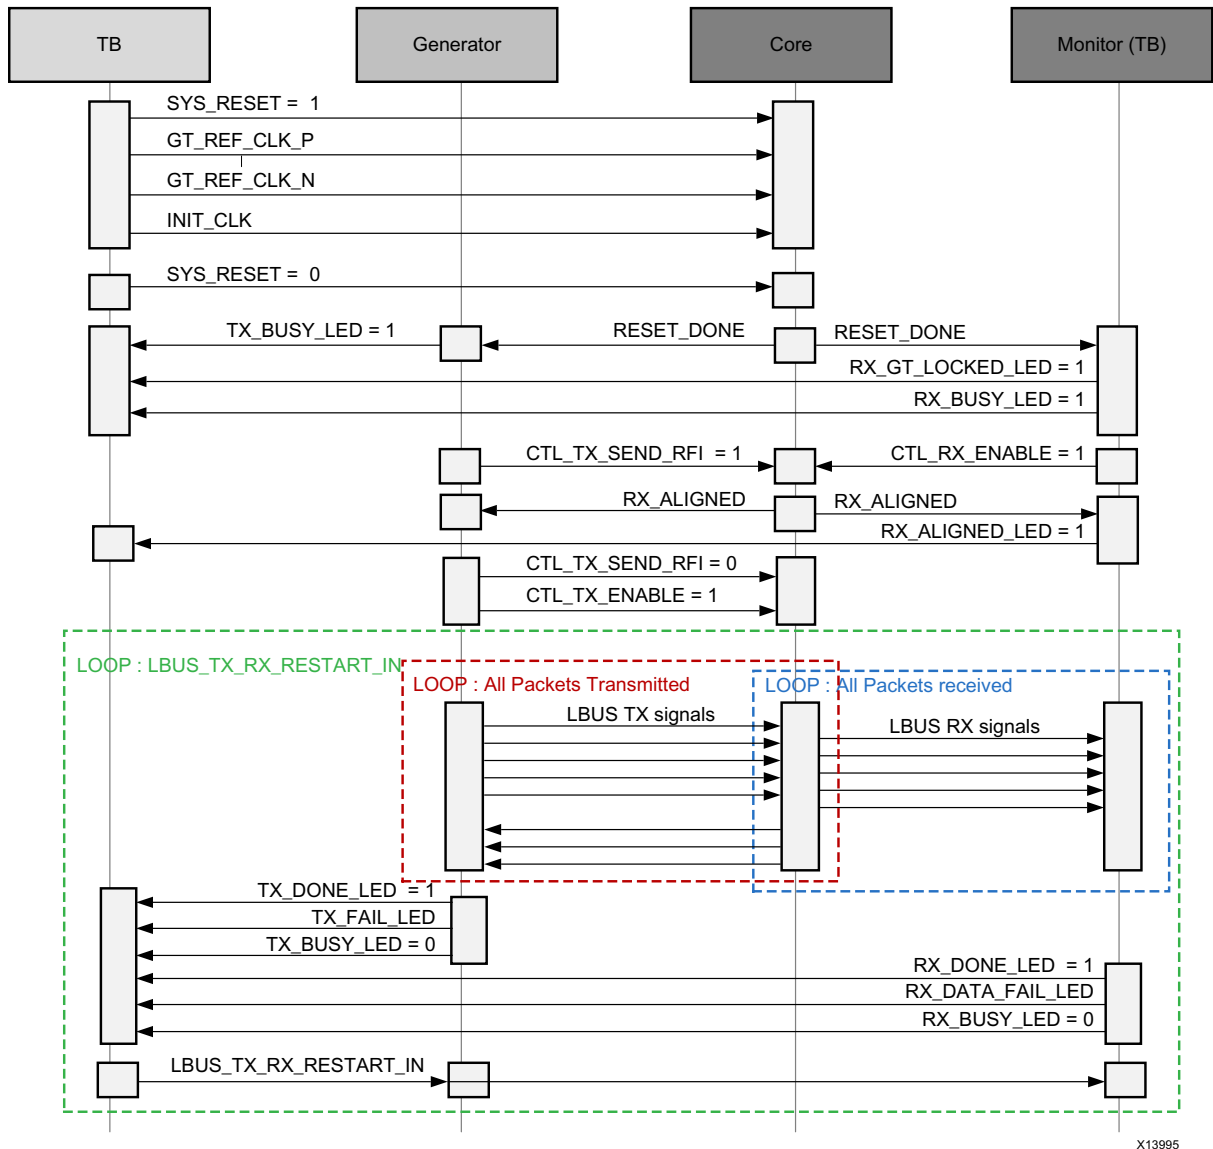 TB
Generator
Core
Monitor (TB)
SYS_RESET = 1
GT_REF_CLK_P
GT_REF_CLK_N
INIT_CLK
SYS_RESET = 0
TX_BUSY_LED = 1
RESET_DONE
RESET_DONE
RX_GT_LOCKED_LED = 1
RX_BUSY_LED = 1
CTL_TX_SEND_RFI = 1
CTL_RX_ENABLE = 1
RX_ALIGNED
RX_ALIGNED
RX_ALIGNED_LED = 1
CTL_TX_SEND_RFI = 0
CTL_TX_ENABLE = 1
LOOP : LBUS_TX_RX_RESTART_IN
LOOP : All Packets Transmitted
LOOP : All Packets received
LBUS TX signals
LBUS RX signals
TX_DONE_LED = 1
TX_FAIL_LED
TX_BUSY_LED = 0
RX_DONE_LED = 1
RX_DATA_FAIL_LED
RX_BUSY_LED = 0
LBUS_TX_RX_RESTART_IN
X13995